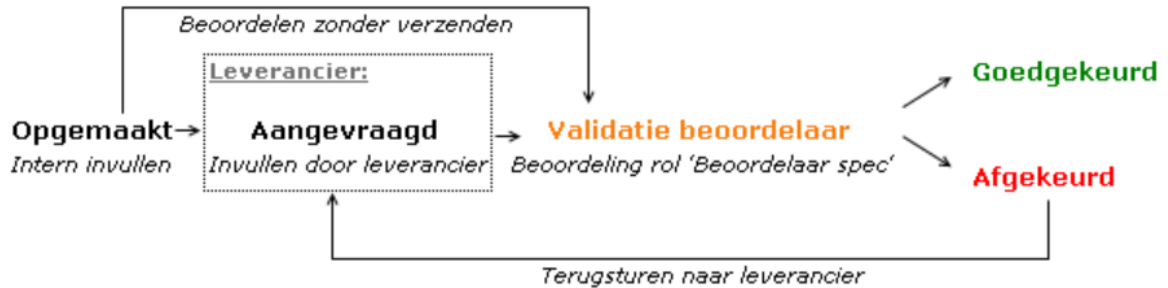 Beoordelen zonder verzenden
Leverancier:
Goedgekeurd
Opgemaakt
Aangevraagd
Validatie beoordelaar
Intern invullen
Invullen door leverancier
Beoordeling rol 'Beoordelaar spec'
Afgekeurd
Terugsturen naar leverancier